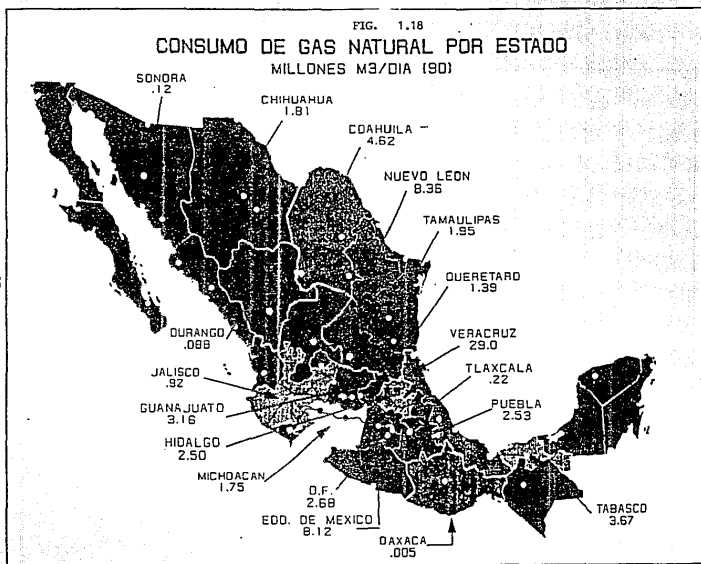 FIG. 1.18
CONSUMO DE GAS NATURAL POR ESTADO
MILLONES M3/DIA (90)
SONORA
.12
CHIHUAHUA
1.81
COAHUILA -
4.62
NUEVO LEON
8.36
TAMAULIPAS
1.95
QUERETARO
1.39
DURANGO
.088
VERACRUZ
29.0
JALISCO
.92
TLAXCALA
.22
GUANAJUATO
3.16
PUEBLA
2.53
HIDALGO
2.50
MICHOACAN
1.75
D.F.
2.68
EDO. DE MEXICO
8.12
OAXACA
.005
TABASCO
3.67